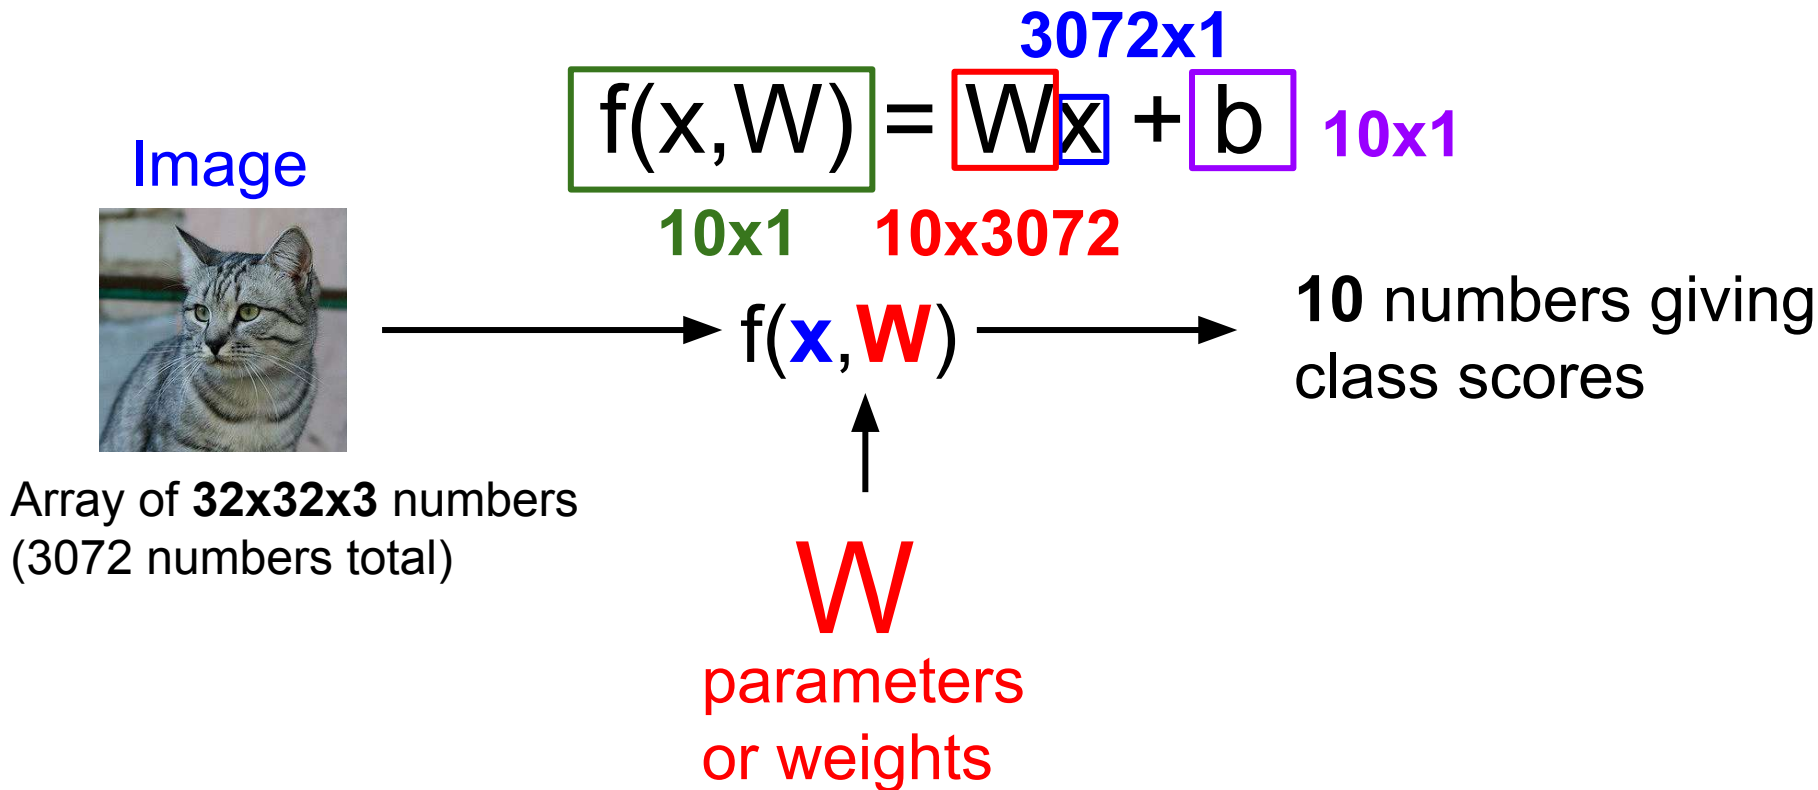 3072x1
f(x,W) = Wx + b 10x1
Image
10x1 10x3072
f(x,W)
10 numbers giving
class scores
Array of 32x32x3 numbers
(3072 numbers total)
W
parameters
or weights